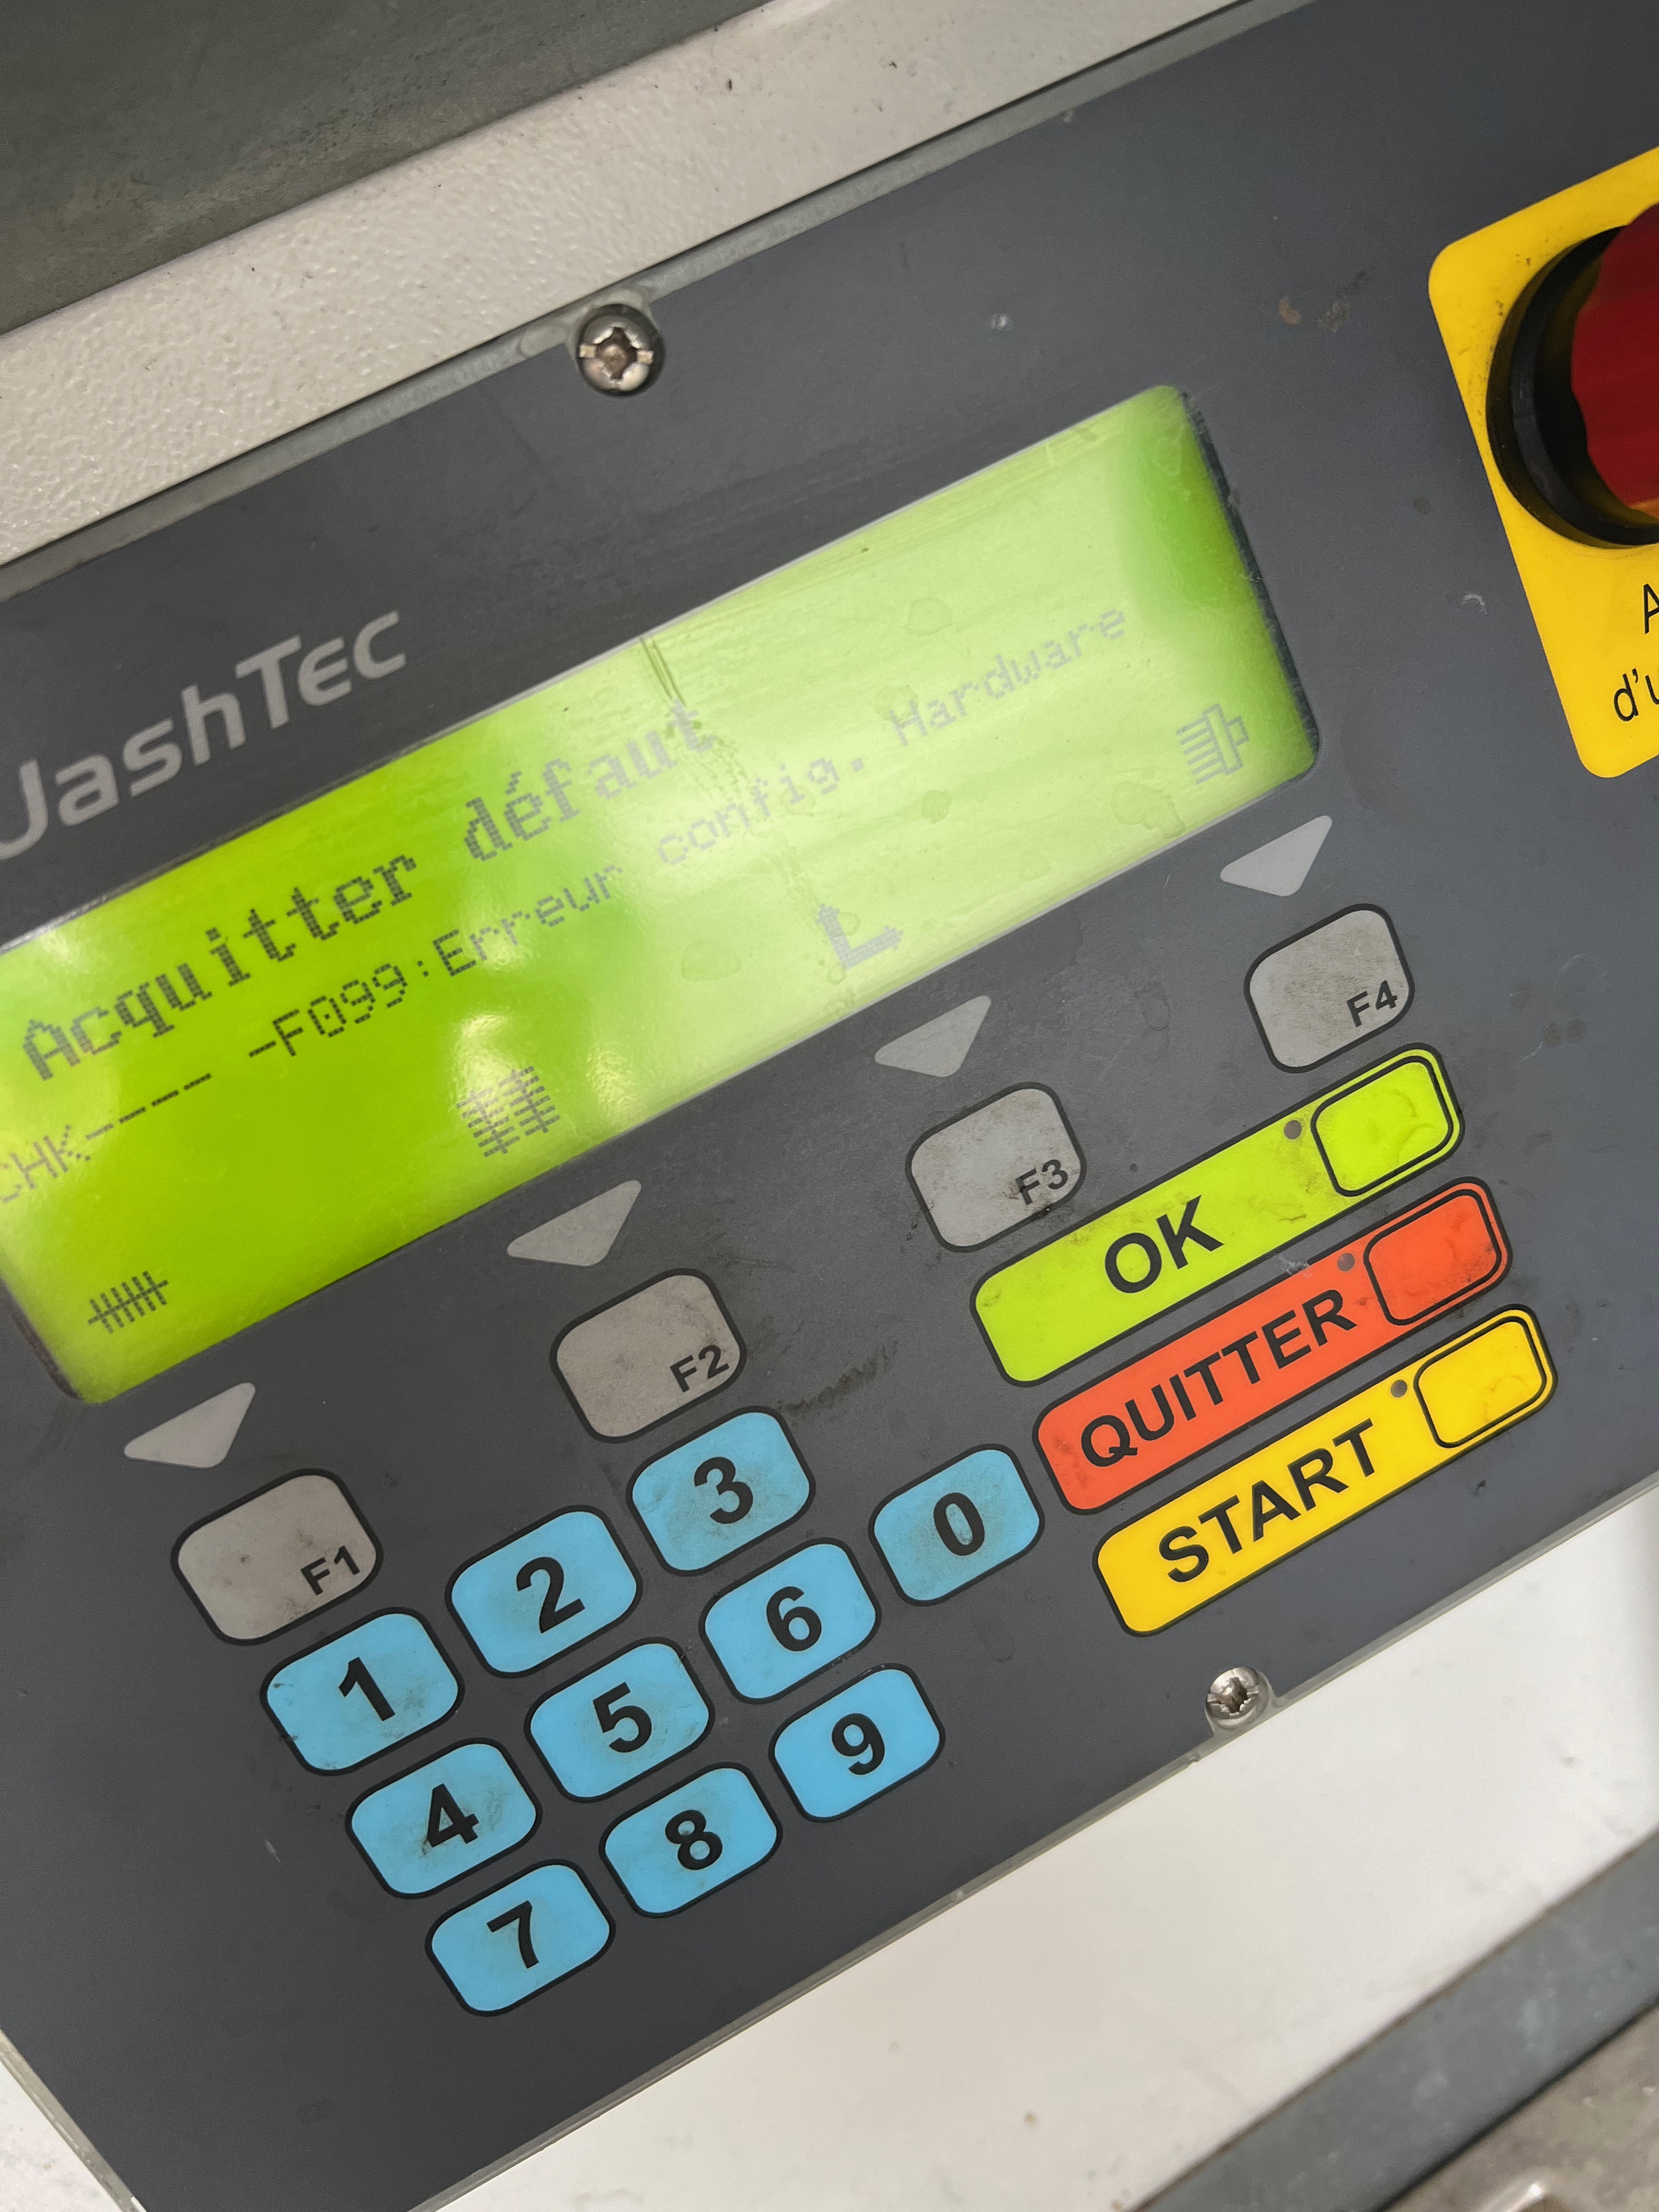 JashTec
Acquitter défaut
CHK---- -F099:Erreur config. Hardware
F1
F2
F3
F4
OK
QUITTER
START
1
2
3
0
4
5
6
7
8
9
A
d'u